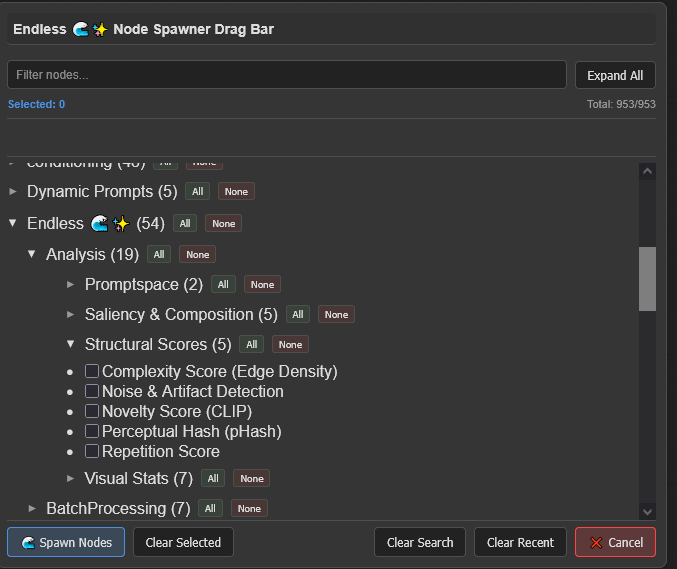 Endless 🌊✨ Node Spawner Drag Bar
Filter nodes... Expand All
Selected: 0 Total: 953/953
conditioning (48) All None
▸ Dynamic Prompts (5) All None
▾ Endless 🌊✨ (54) All None
▾ Analysis (19) All None
▸ Promptspace (2) All None
▸ Saliency & Composition (5) All None
▾ Structural Scores (5) All None
Complexity Score (Edge Density)
Noise & Artifact Detection
Novelty Score (CLIP)
Perceptual Hash (pHash)
Repetition Score
▸ Visual Stats (7) All None
▸ BatchProcessing (7) All None
🌊 Spawn Nodes Clear Selected Clear Search Clear Recent ❌ Cancel